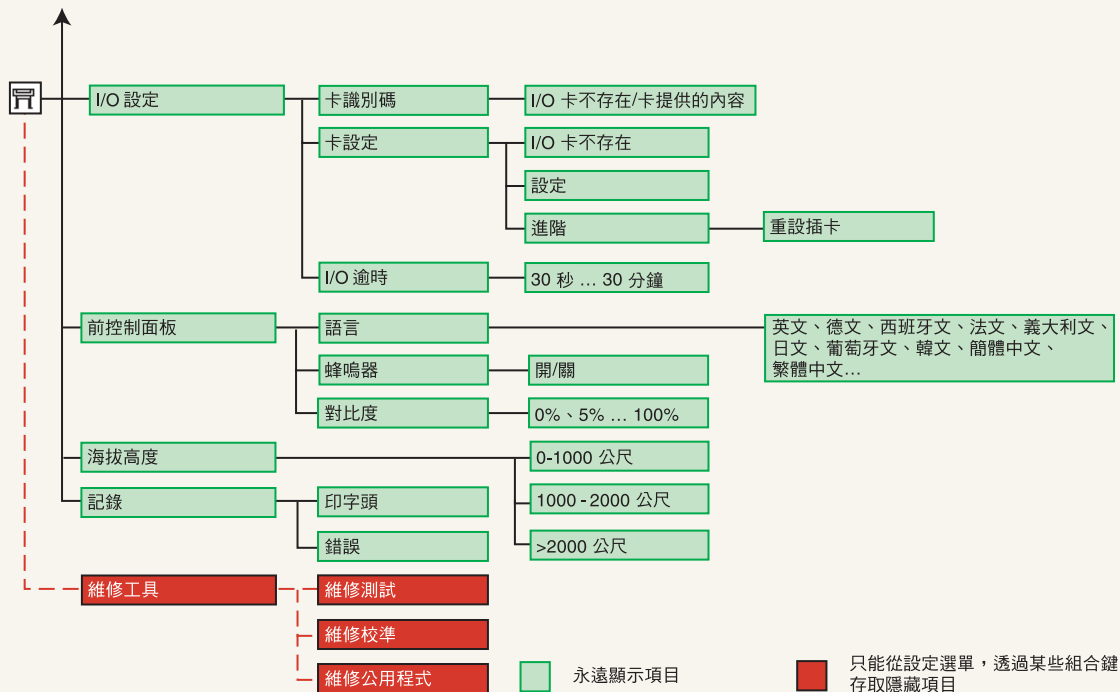 I/O 設定
卡識別碼
I/O 卡不存在/卡提供的內容
卡設定
I/O 卡不存在
設定
進階
重設插卡
I/O 逾時
30 秒 ... 30 分鐘
前控制面板
語言
英文、德文、西班牙文、法文、義大利文、
日文、葡萄牙文、韓文、簡體中文、
繁體中文...
蜂鳴器
開/關
對比度
0%、5% ... 100%
海拔高度
0-1000 公尺
1000 - 2000 公尺
>2000 公尺
記錄
印字頭
錯誤
維修工具
維修測試
維修校準
維修公用程式
永遠顯示項目
只能從設定選單，透過某些組合鍵
存取隱藏項目